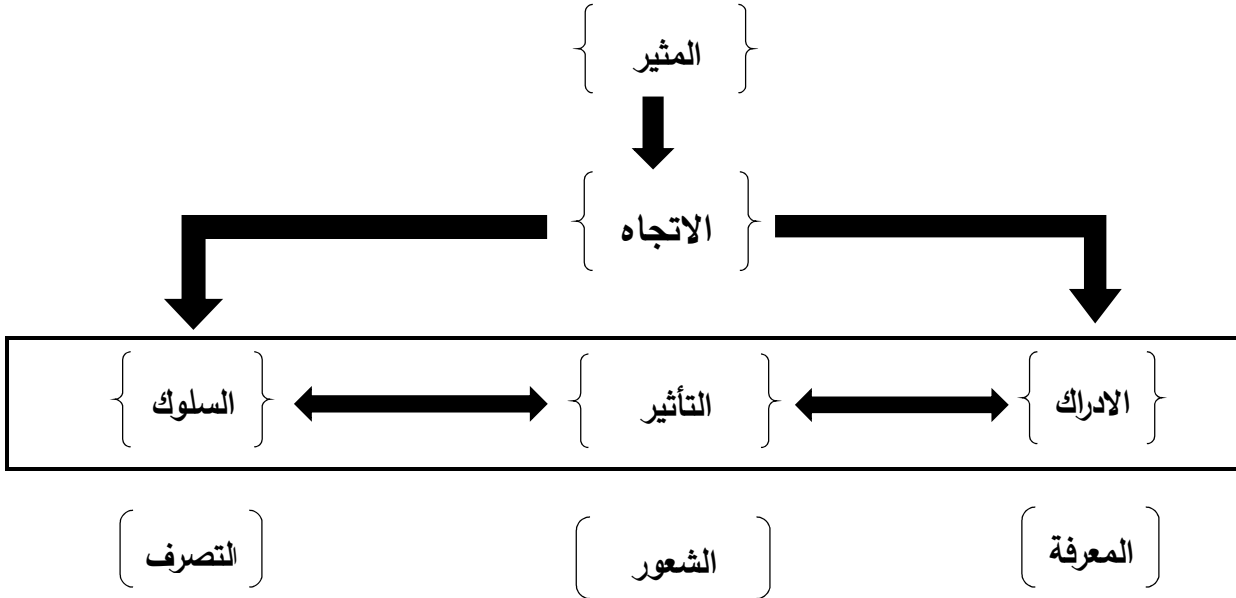 المثير
الاتجاه
الادراك
التأثير
السلوك
المعرفة
الشعور
التصرف